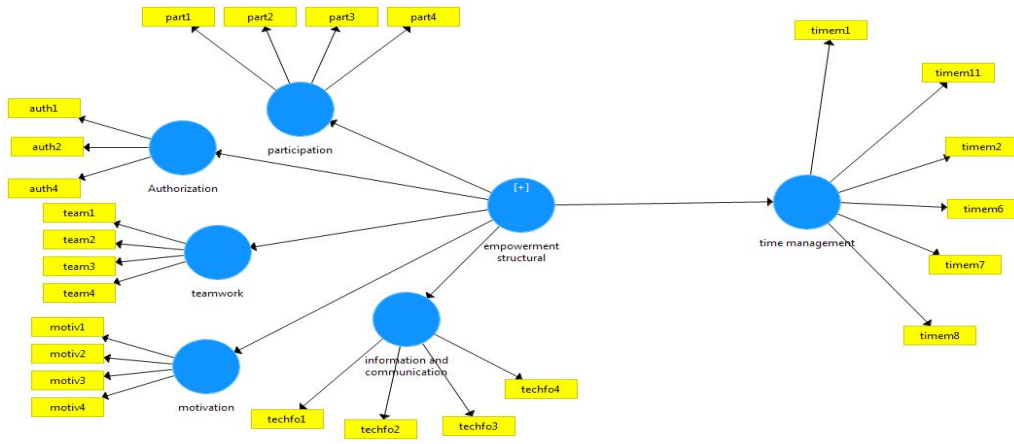 part1
part2
part3
part4
participation
auth1
auth2
auth4
Authorization
team1
team2
team3
team4
teamwork
motiv1
motiv2
motiv3
motiv4
motivation
[+]
empowerment
structural
information and
communication
techfo1
techfo2
techfo3
techfo4
time management
timem1
timem11
timem2
timem6
timem7
timem8